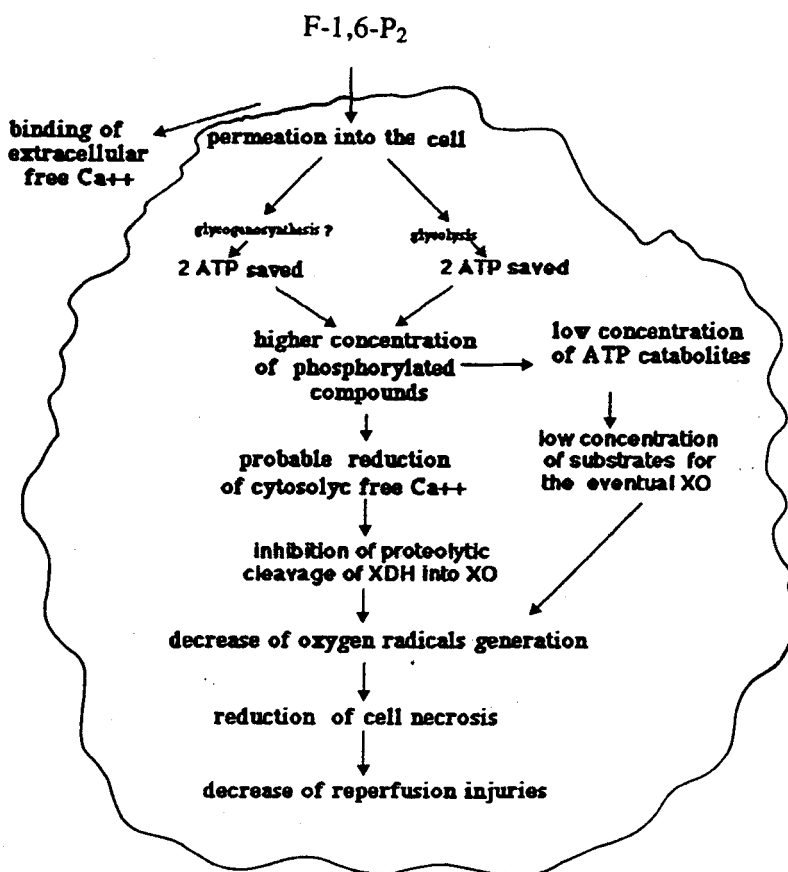 F-1,6-P₂
binding of
extracellular
free Ca++
permeation into the cell
glycogenosynthesis ?
glycolysis
2 ATP saved
2 ATP saved
higher concentration
of phosphorylated
compounds
low concentration
of ATP catabolites
probable reduction
of cytosolyc free Ca++
low concentration
of substrates for
the eventual XO
inhibition of proteolytic
cleavage of XDH into XO
decrease of oxygen radicals generation
reduction of cell necrosis
decrease of reperfusion injuries